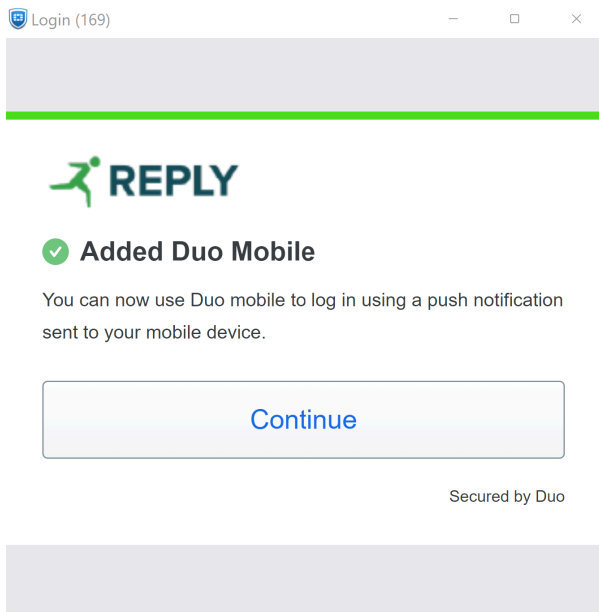 Login (169)
REPLY
Added Duo Mobile
You can now use Duo mobile to log in using a push notification
sent to your mobile device.
Continue
Secured by Duo